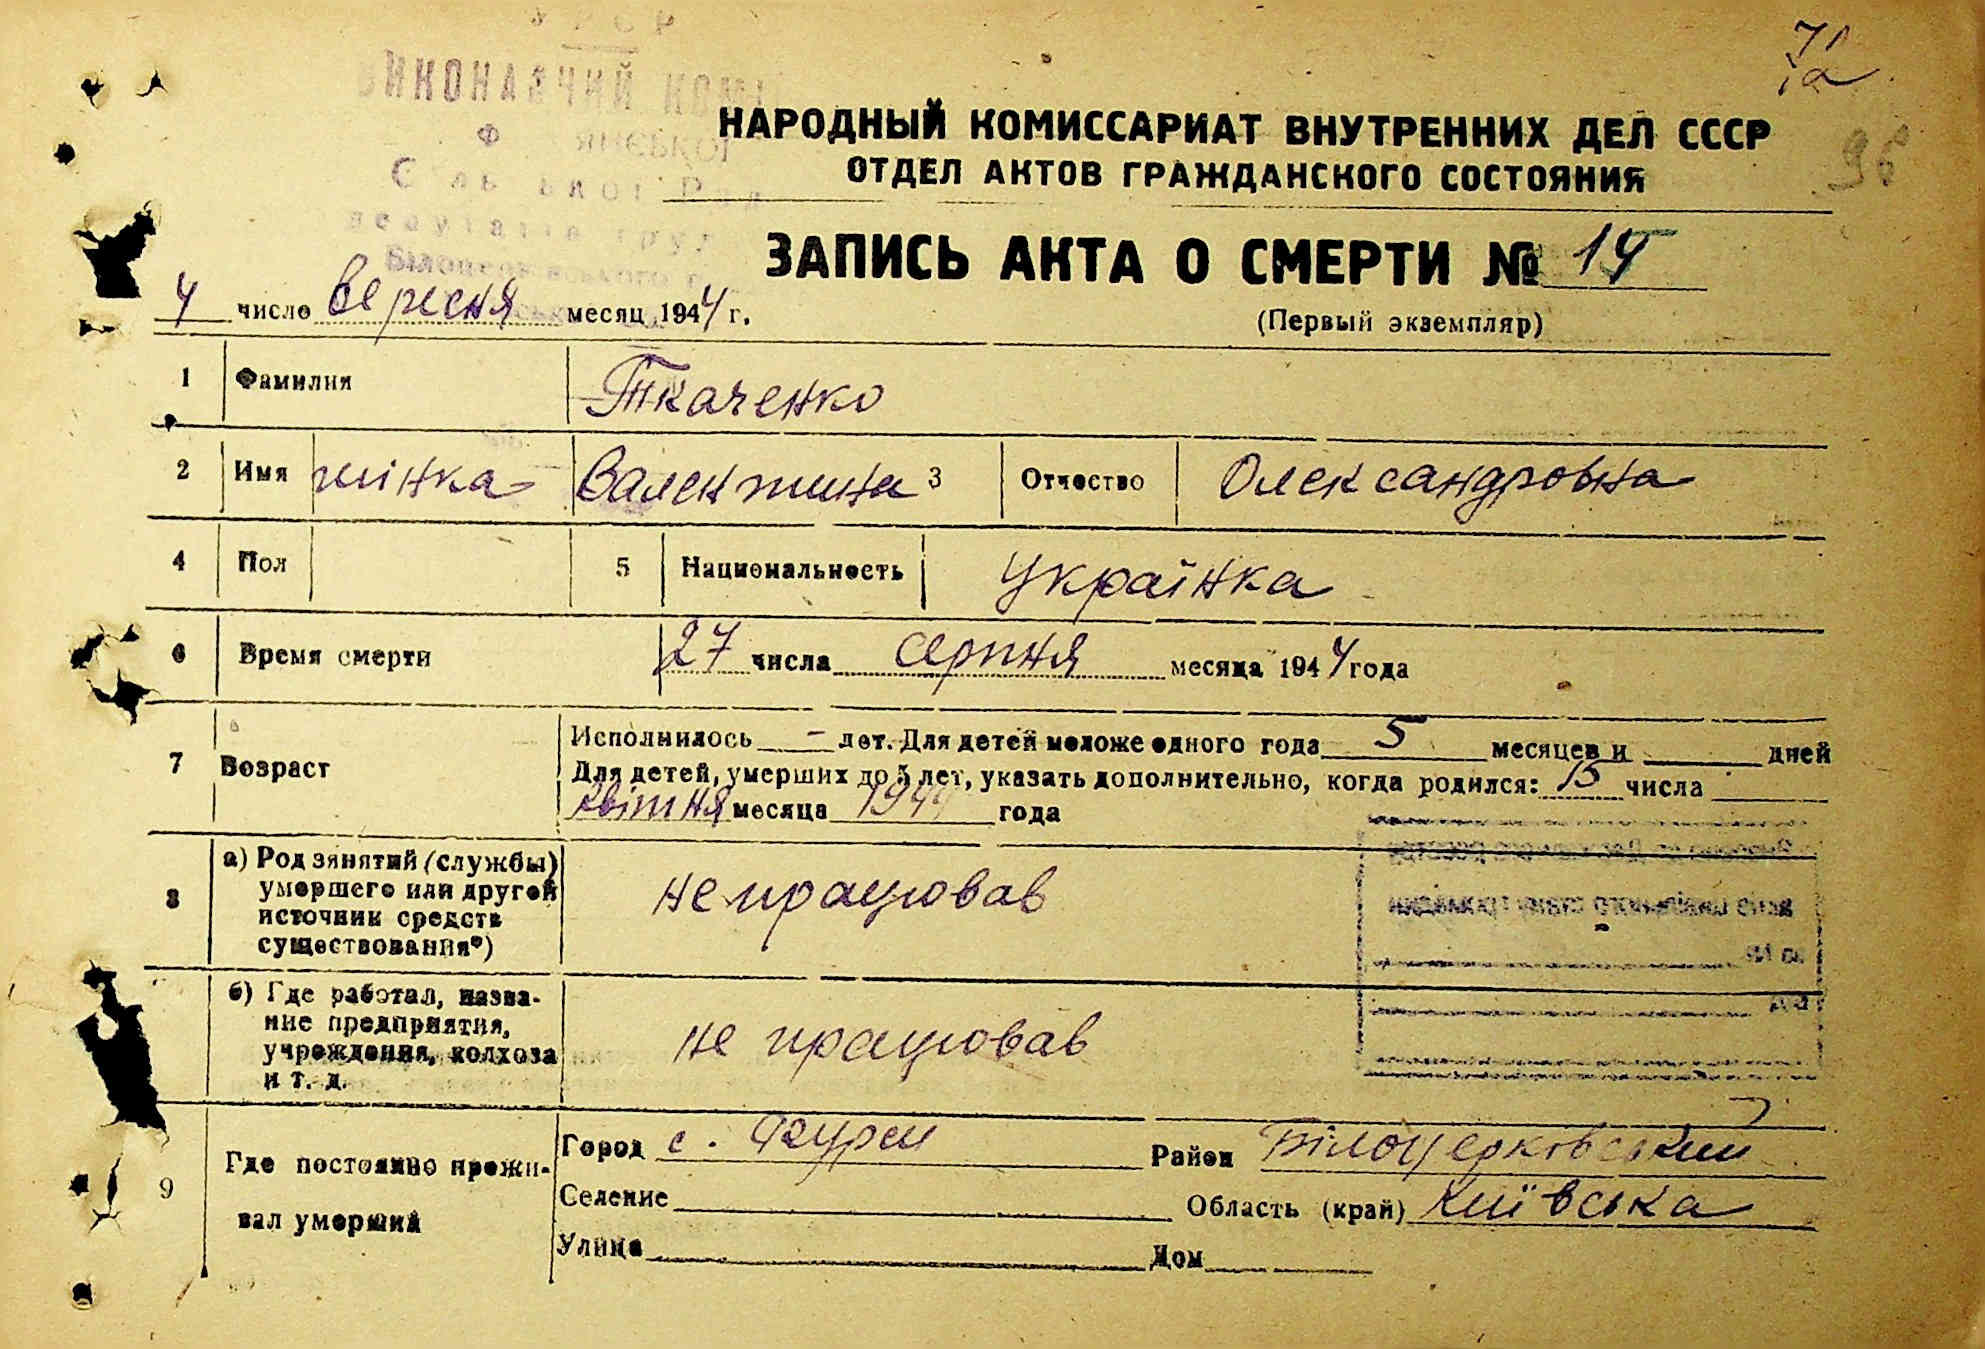 72
96
УРСР
ВИКОНАВЧИЙ
НАРОДНЫЙ КОМИССАРИАТ ВНУТРЕННИХ ДЕЛ СССР
ОТДЕЛ АКТОВ ГРАЖДАНСКОГО СОСТОЯНИЯ
ЗАПИСЬ АКТА О СМЕРТИ № 14
4 число вересня месяц 1944 г.
(Первый экземпляр)
1 Фамилия Ткаченко
2 Имя жінка Валентина 3 Отчество Олександровна
4 Пол 5 Национальность українка
6 Время смерти 27 числа серпня месяца 1944 года
7 Возраст Исполнилось – лет. Для детей моложе одного года 5 месяцев и дней
Для детей, умерших до 5 лет, указать дополнительно, когда родился: 15 числа
квітня месяца 1944 года
8 а) Род занятий (службы) умершего или другой источник средств существования*) не працював
б) Где работал, название предприятия, учреждения, колхоза и т. д. не працював
9 Где постоянно проживал умерший
Город с. Фурси Район Білоцерковський
Селение Область (край) Київська
Улица Дом